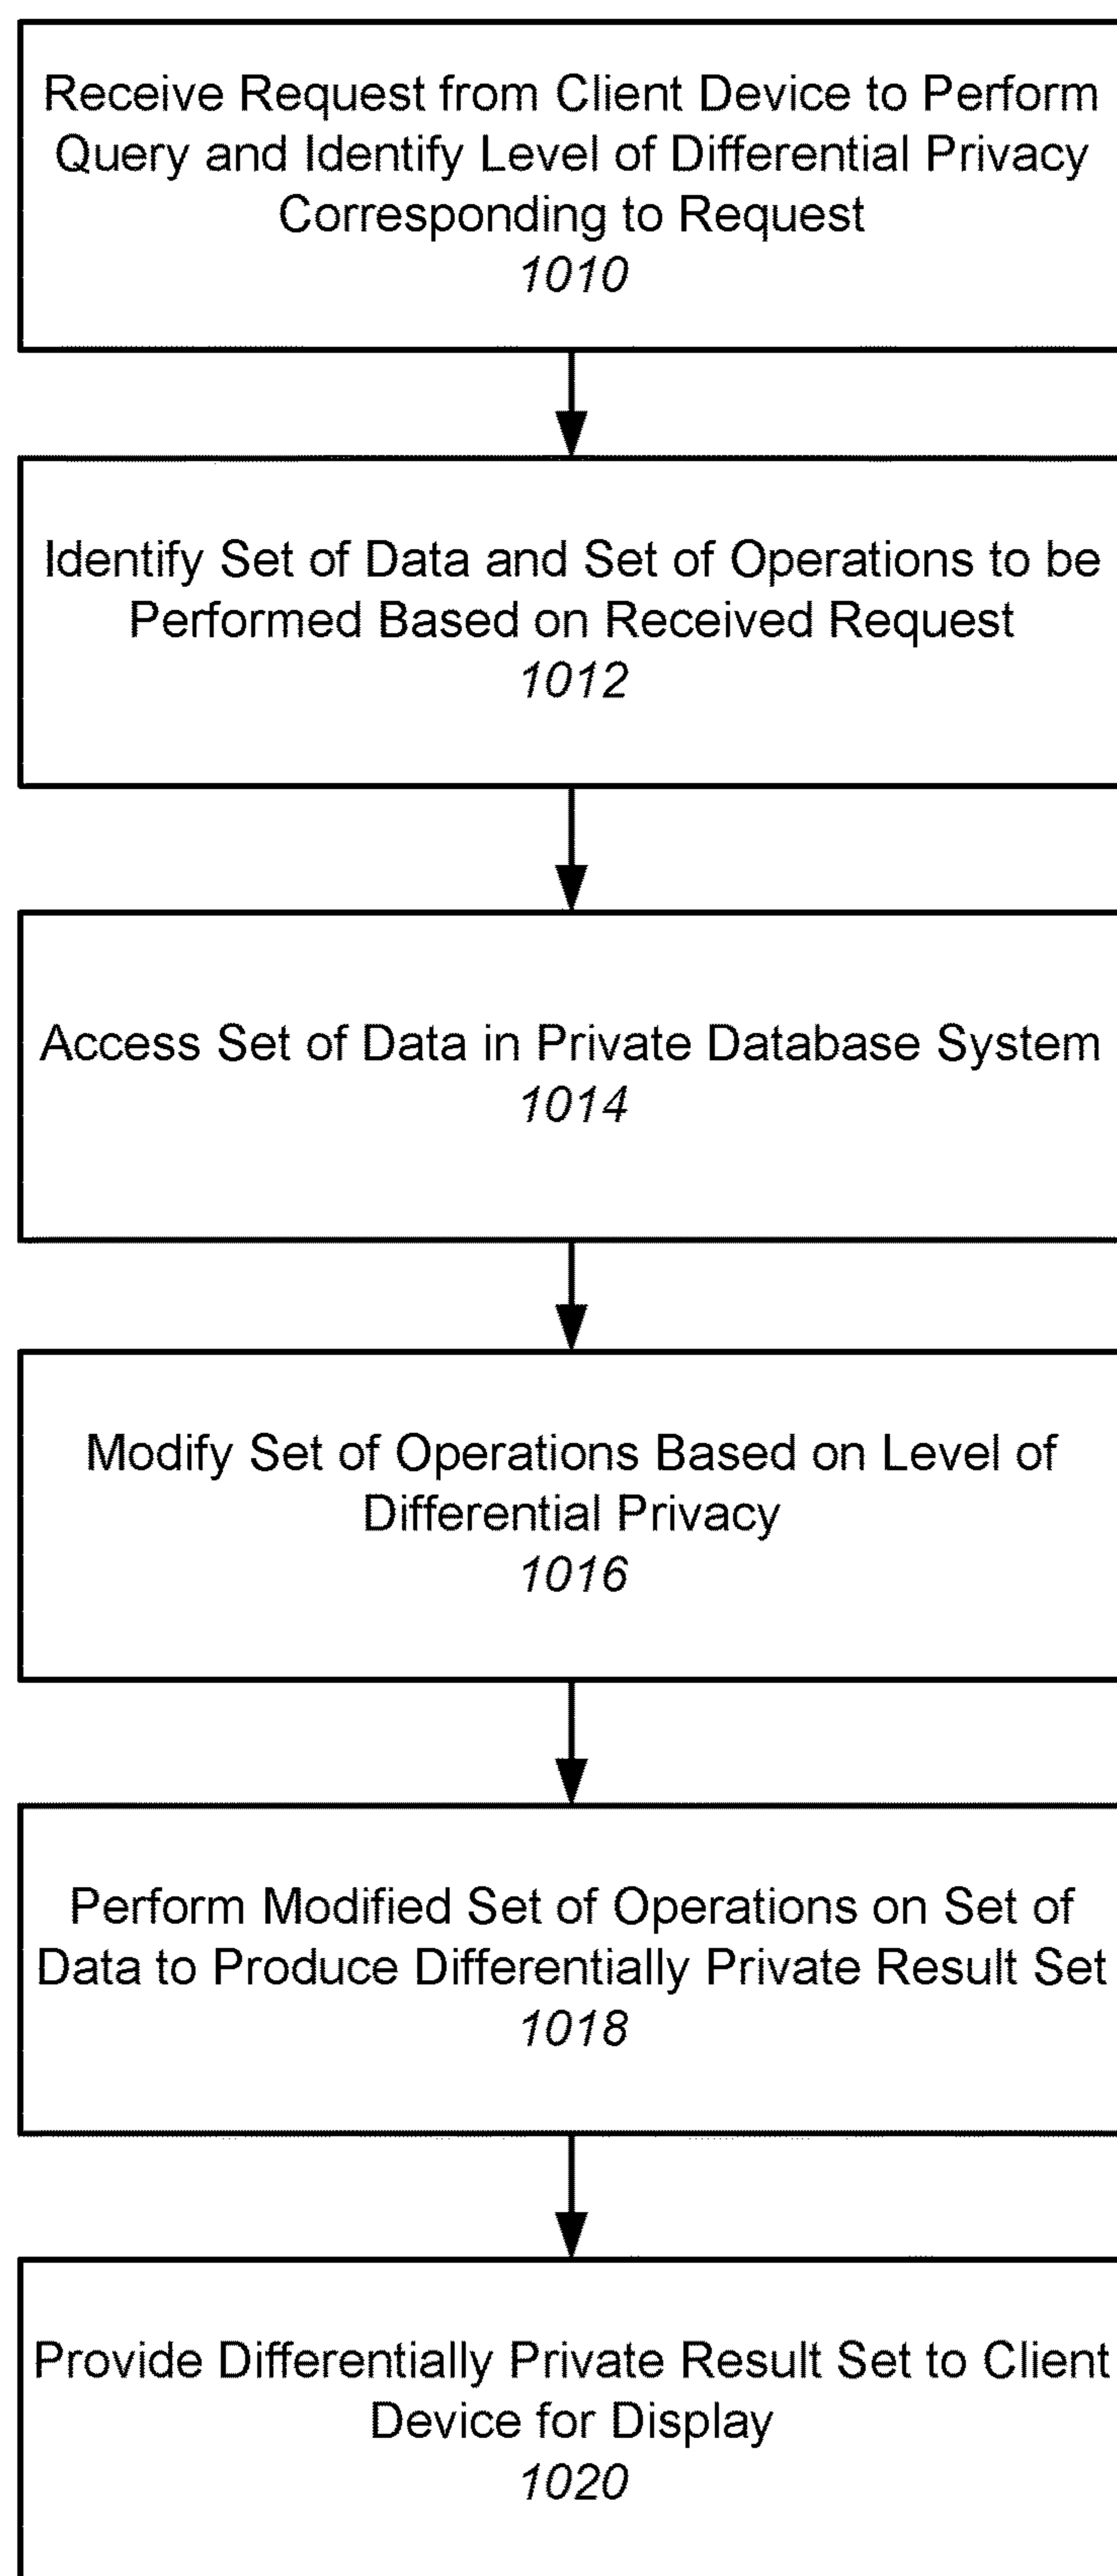 Receive Request from Client Device to Perform
Query and Identify Level of Differential Privacy
Corresponding to Request
1010
Identify Set of Data and Set of Operations to be
Performed Based on Received Request
1012
Access Set of Data in Private Database System
1014
Modify Set of Operations Based on Level of
Differential Privacy
1016
Perform Modified Set of Operations on Set of
Data to Produce Differentially Private Result Set
1018
Provide Differentially Private Result Set to Client
Device for Display
1020